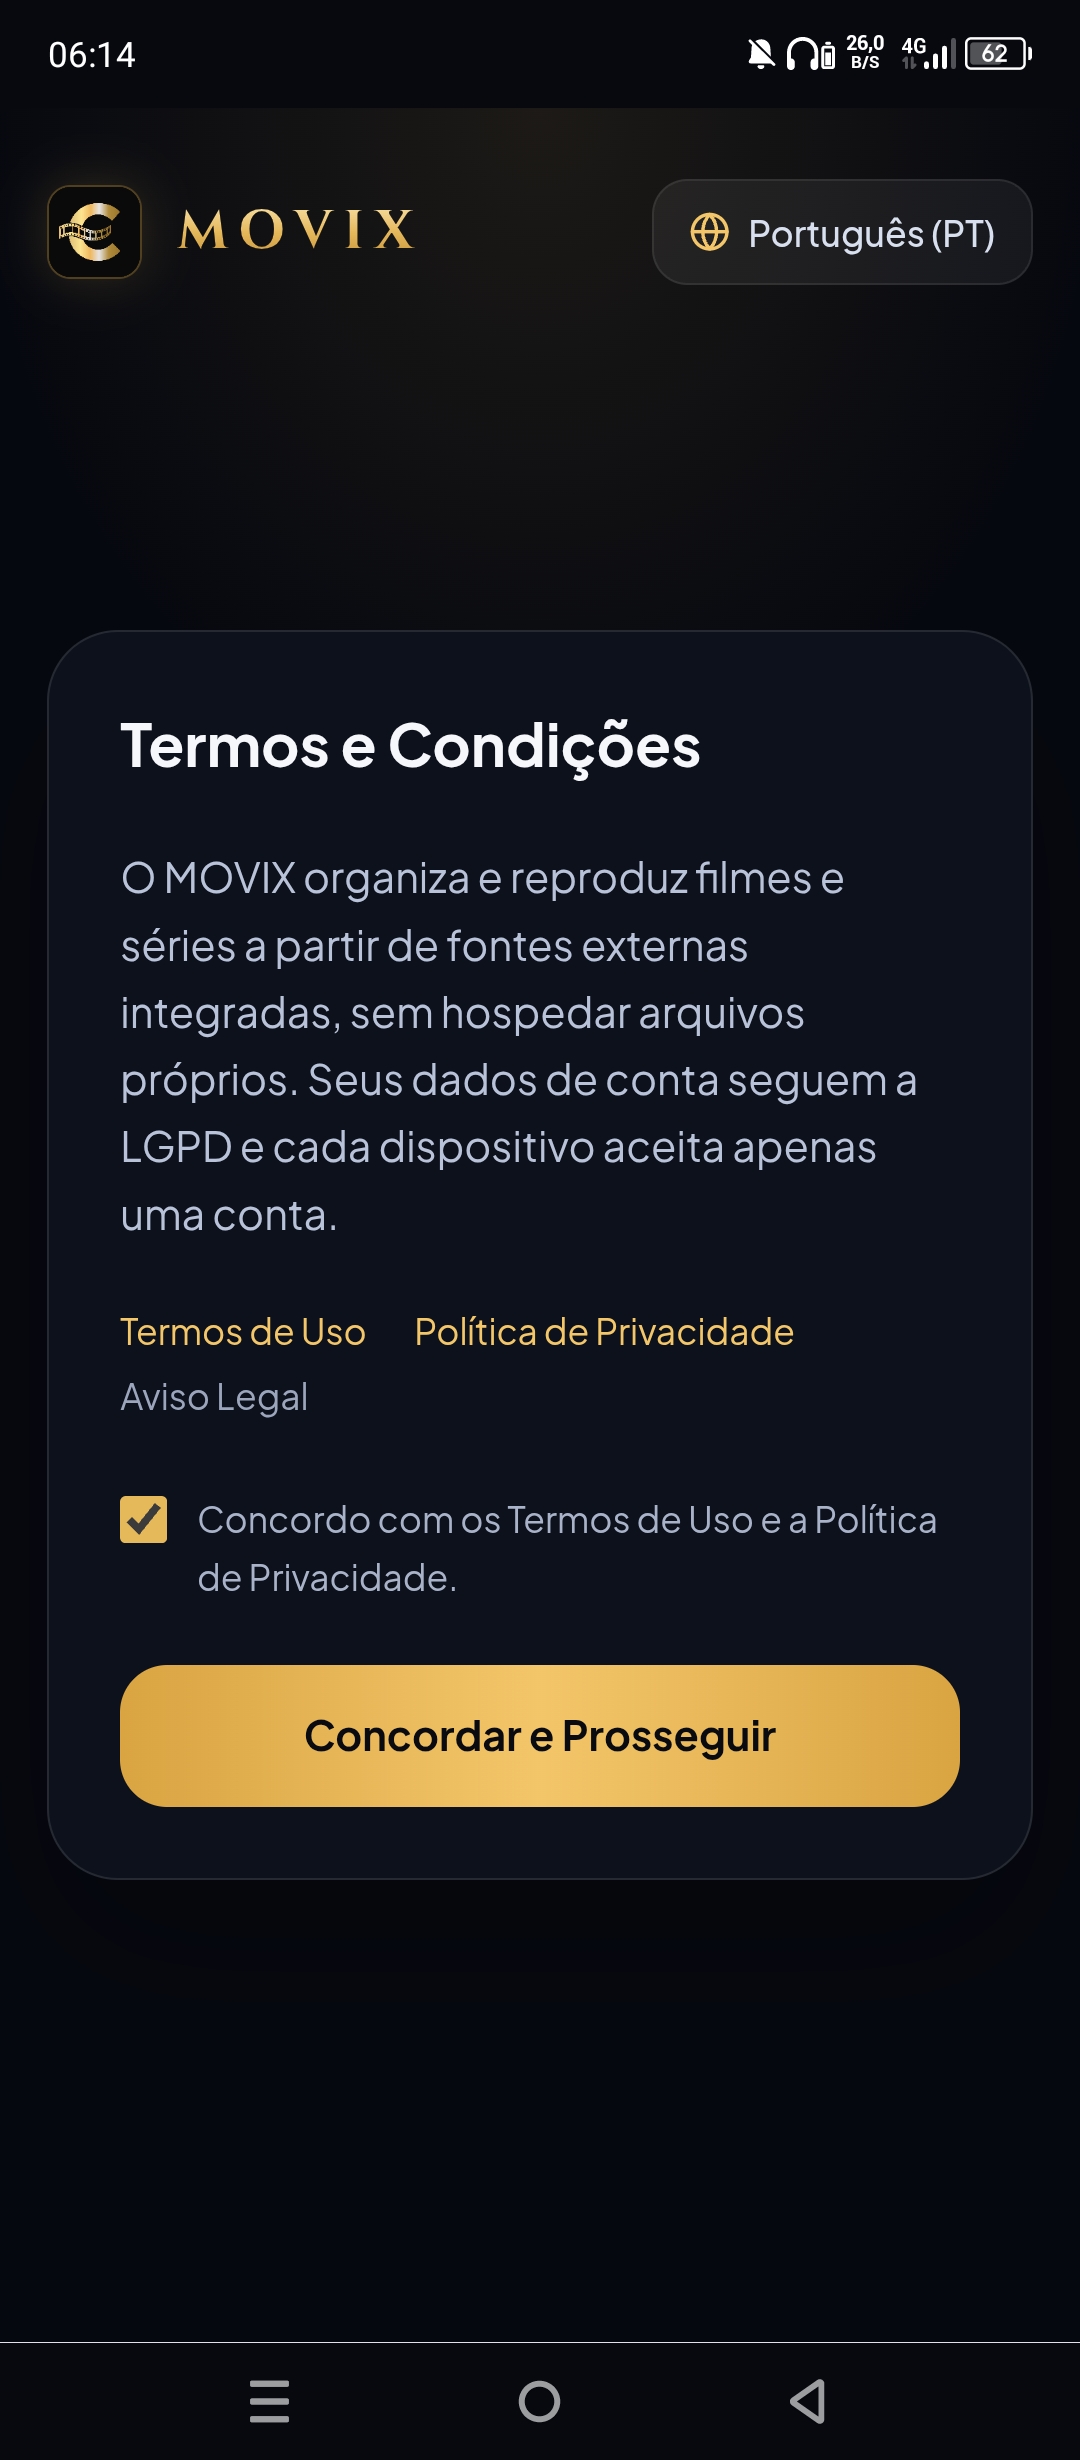 06:14
26,0
B/S
4G
62
MOVIX
Português (PT)
Termos e Condições
O MOVIX organiza e reproduz filmes e
séries a partir de fontes externas
integradas, sem hospedar arquivos
próprios. Seus dados de conta seguem a
LGPD e cada dispositivo aceita apenas
uma conta.
Termos de Uso Política de Privacidade
Aviso Legal
Concordo com os Termos de Uso e a Política
de Privacidade.
Concordar e Prosseguir